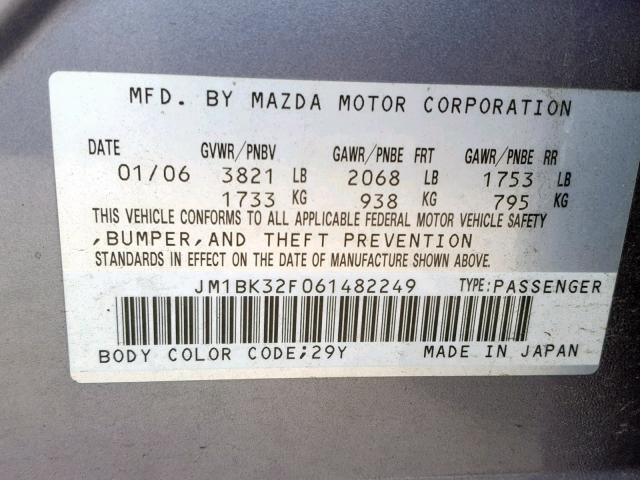 MFD. BY MAZDA MOTOR CORPORATION
DATE GVWR/PNBV GAWR/PNBE FRT GAWR/PNBE RR
01/06 3821 LB 2068 LB 1753 LB
1733 KG 938 KG 795 KG
THIS VEHICLE CONFORMS TO ALL APPLICABLE FEDERAL MOTOR VEHICLE SAFETY
,BUMPER,AND THEFT PREVENTION
STANDARDS IN EFFECT ON THE DATE OF MANUFACTURE SHOWN ABOVE.
JM1BK32F061482249 TYPE:PASSENGER
BODY COLOR CODE;29Y MADE IN JAPAN